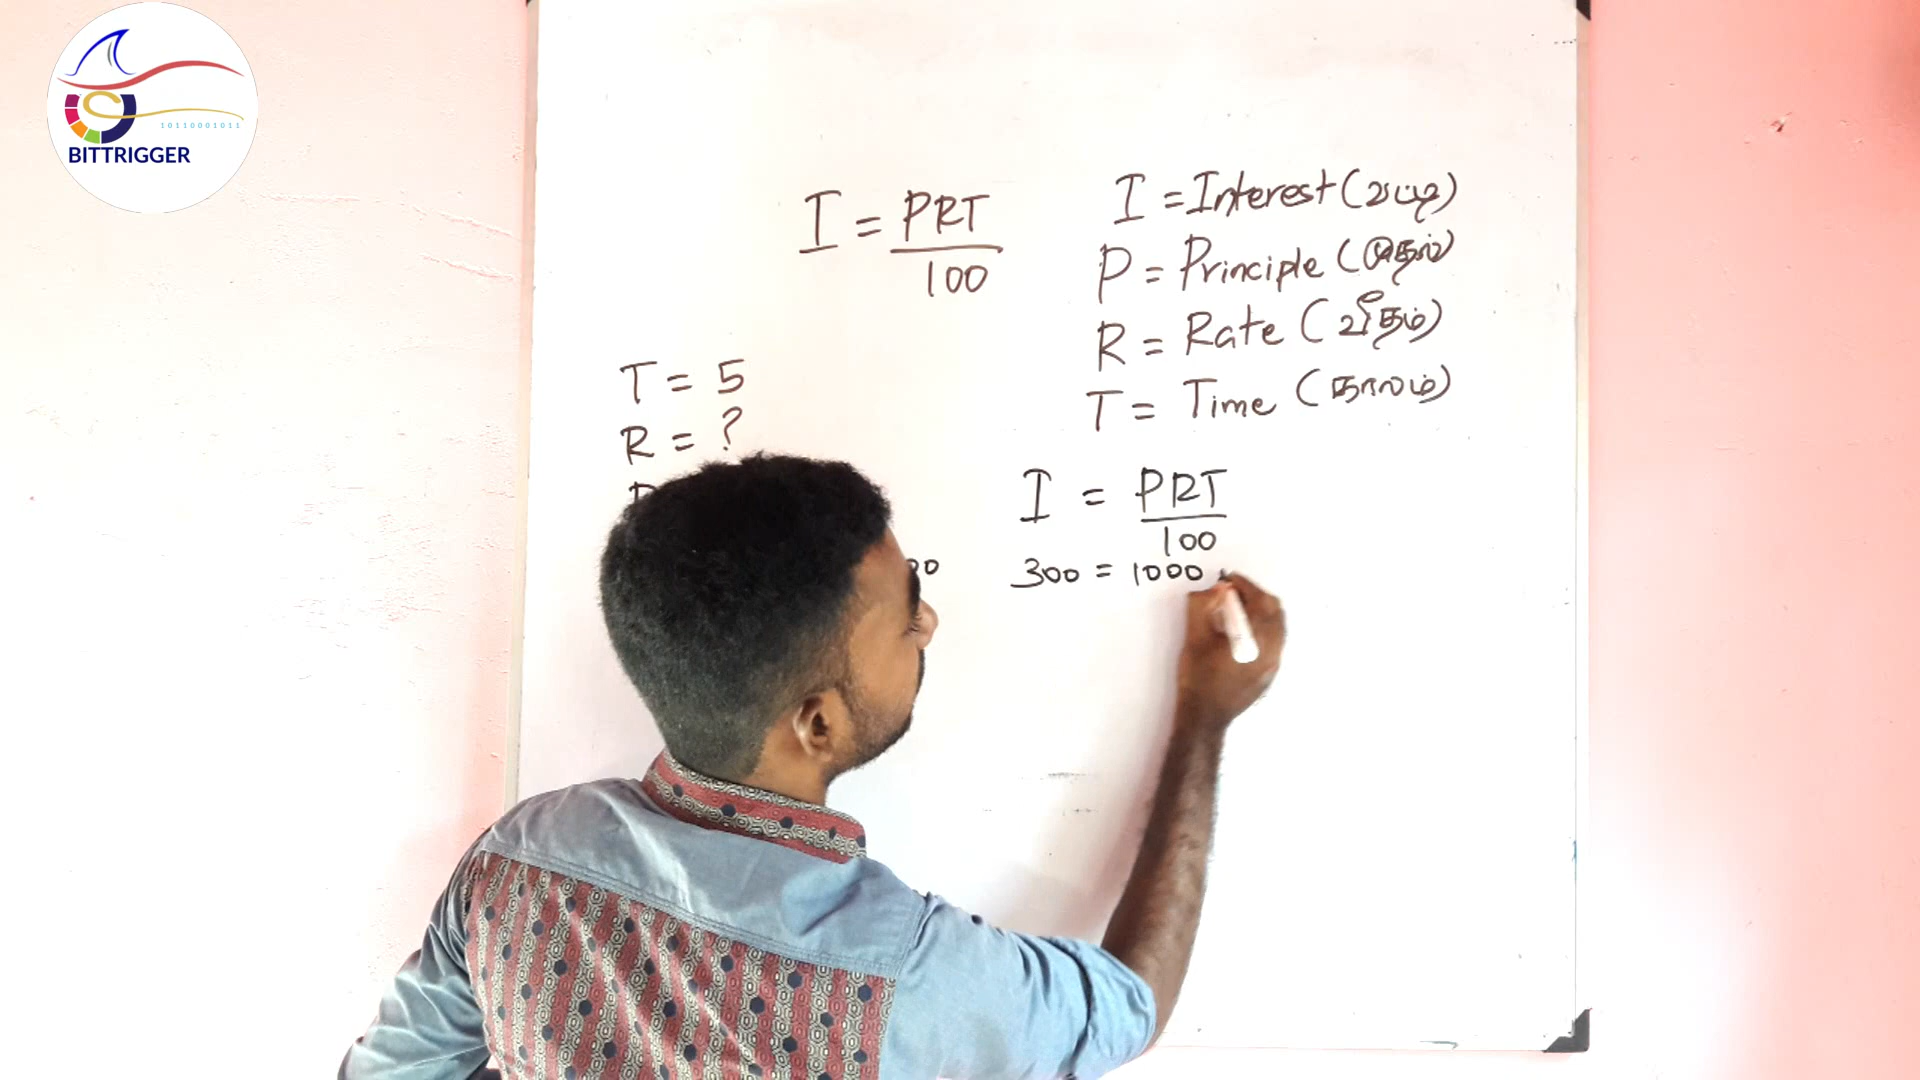 10110001011
BITTRIGGER
I = PRT
100
I = Interest (வட்டி)
P = Principle (முதல்)
R = Rate (வீதம்)
T = Time (காலம்)
T = 5
R = ?
I = PRT
100
300 = 1000